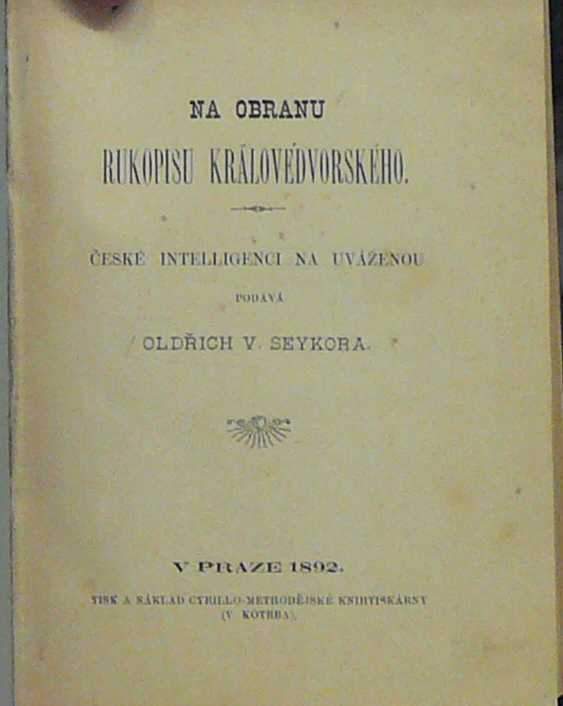 NA OBRANU
RUKOPISU KRÁLOVÉDVORSKÉHO.
ČESKÉ INTELLIGENCI NA UVÁŽENOU
PODÁVÁ
OLDŘICH V. SEYKORA.
V PRAZE 1892.
TISK A NÁKLAD CYRILLO-METHODĚJSKÉ KNIHTISKÁRNY
(V. KOTRBA).